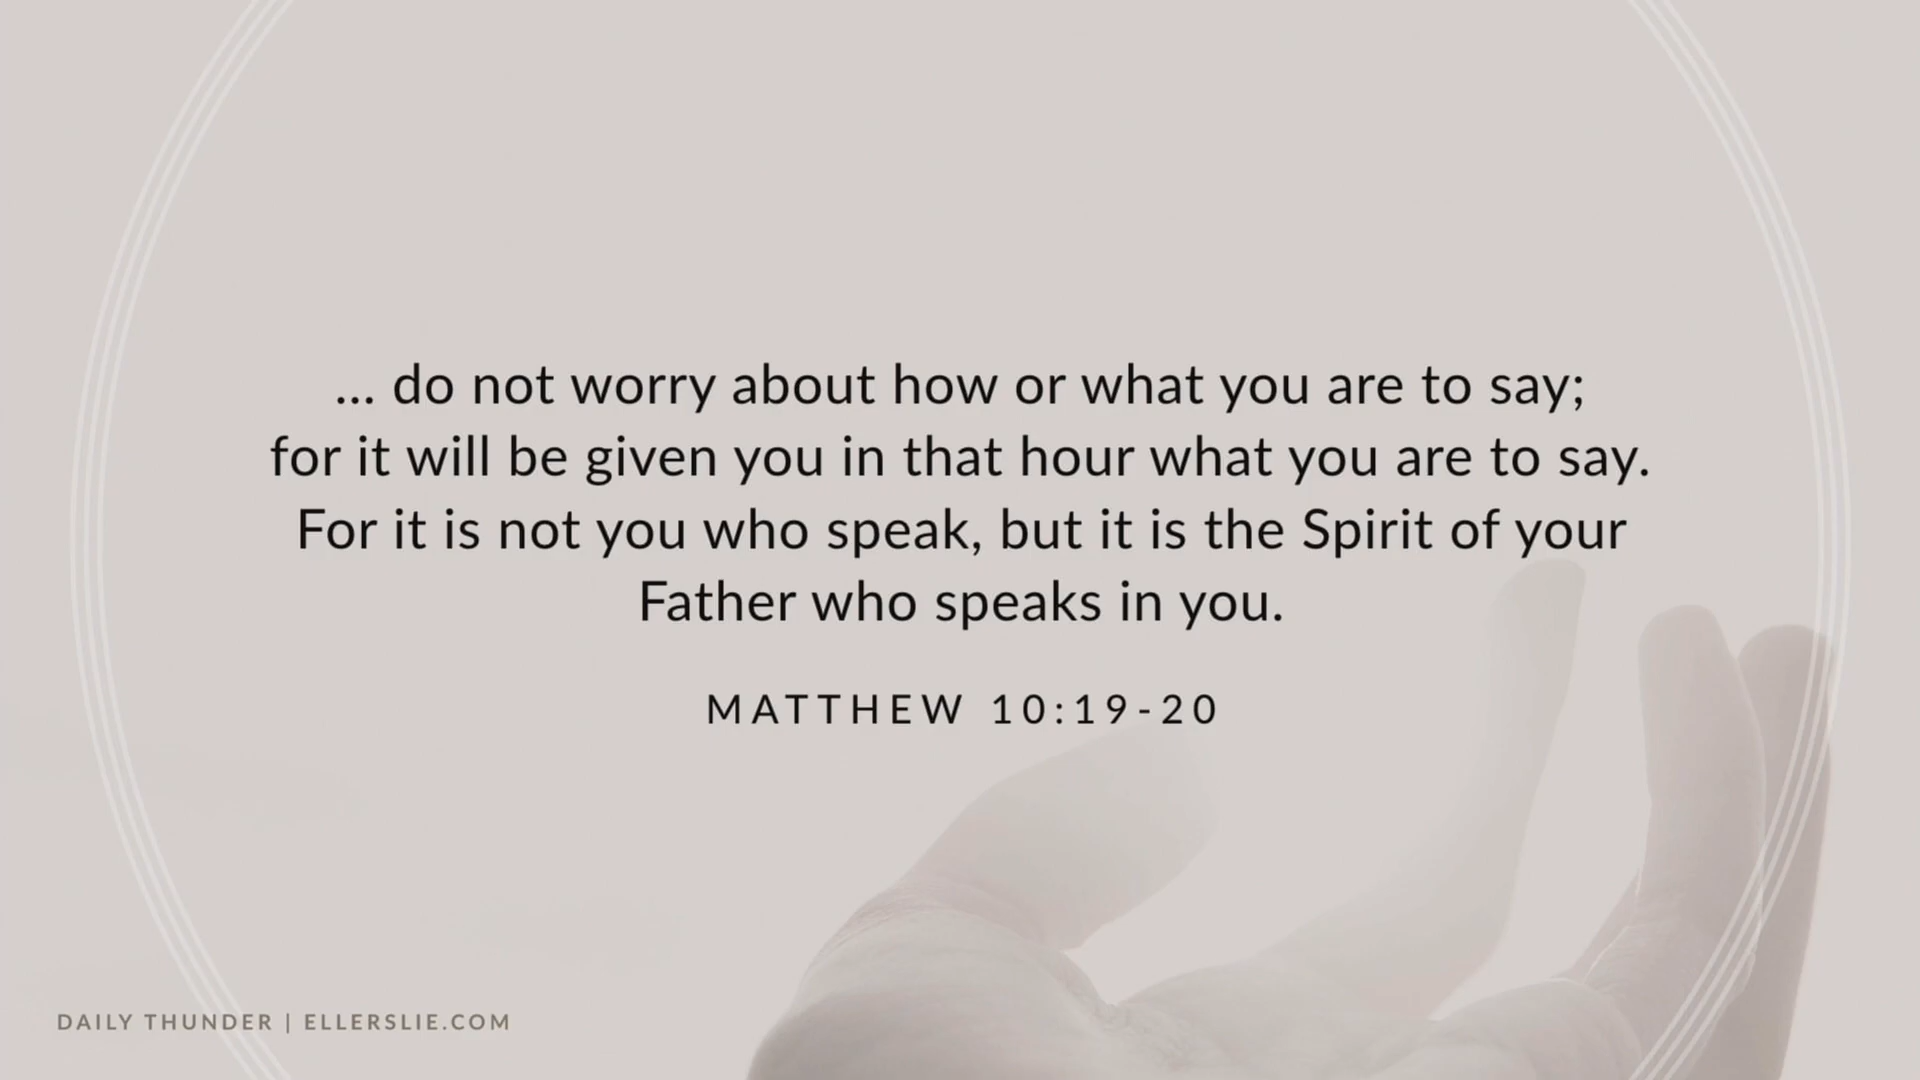 ... do not worry about how or what you are to say;
for it will be given you in that hour what you are to say.
For it is not you who speak, but it is the Spirit of your
Father who speaks in you.
MATTHEW 10:19-20
DAILY THUNDER | ELLERSLIE.COM